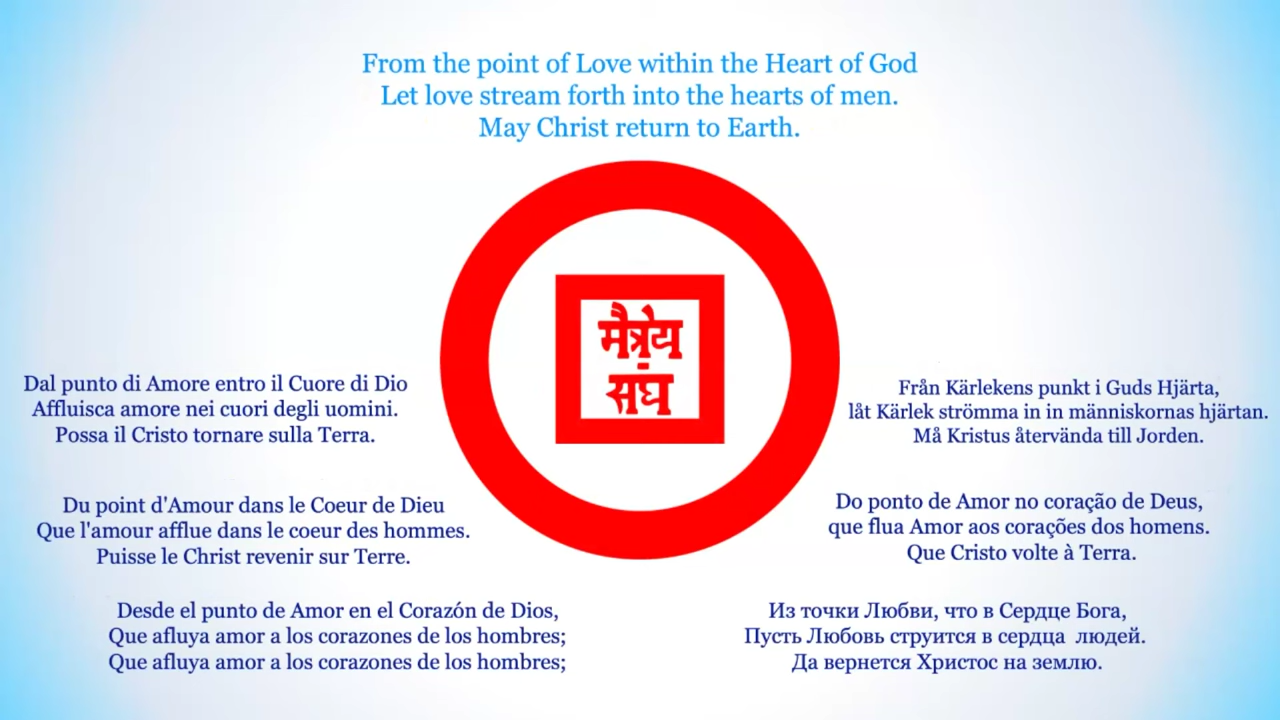 From the point of Love within the Heart of God
Let love stream forth into the hearts of men.
May Christ return to Earth.
मैत्रेय
संघ
Dal punto di Amore entro il Cuore di Dio
Affluisca amore nei cuori degli uomini.
Possa il Cristo tornare sulla Terra.
Från Kärlekens punkt i Guds Hjärta,
låt Kärlek strömma in in människornas hjärtan.
Må Kristus återvända till Jorden.
Du point d'Amour dans le Coeur de Dieu
Que l'amour afflue dans le coeur des hommes.
Puisse le Christ revenir sur Terre.
Do ponto de Amor no coração de Deus,
que flua Amor aos corações dos homens.
Que Cristo volte à Terra.
Desde el punto de Amor en el Corazón de Dios,
Que afluya amor a los corazones de los hombres;
Que afluya amor a los corazones de los hombres;
Из точки Любви, что в Сердце Бога,
Пусть Любовь струится в сердца людей.
Да вернется Христос на землю.